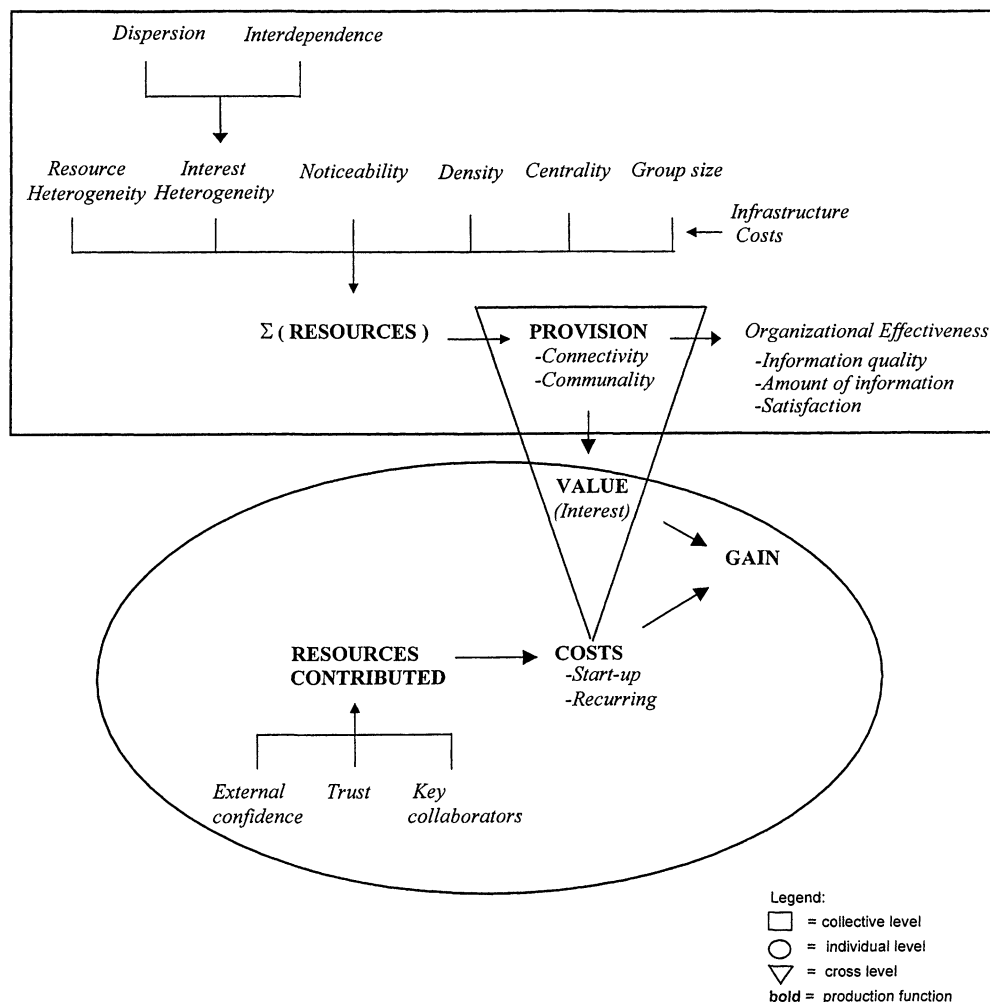 Dispersion Interdependence
Resource Heterogeneity
Interest Heterogeneity
Noticeability
Density
Centrality
Group size
Infrastructure
Costs
Σ ( RESOURCES )
PROVISION
-Connectivity
-Communality
Organizational Effectiveness
-Information quality
-Amount of information
-Satisfaction
VALUE
(Interest)
GAIN
RESOURCES
CONTRIBUTED
COSTS
-Start-up
-Recurring
External
confidence
Trust
Key
collaborators
Legend:
= collective level
= individual level
= cross level
bold = production function